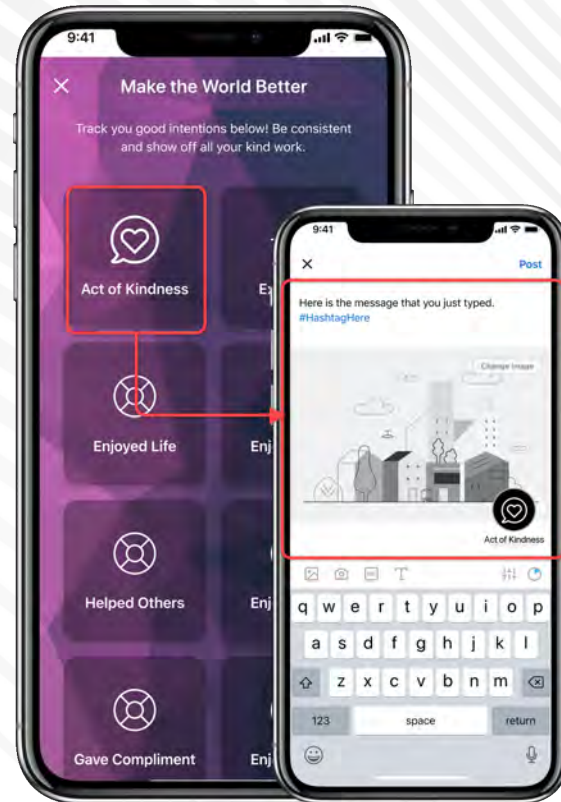 9:41
Make the World Better
Track you good intentions below! Be consistent
and show off all your kind work.
Act of Kindness
Enjoyed Life
Helped Others
Gave Compliment
9:41
Post
Here is the message that you just typed.
#HashtagHere
Change Image
Act of Kindness
q w e r t y u i o p
a s d f g h j k l
z x c v b n m
123 space return